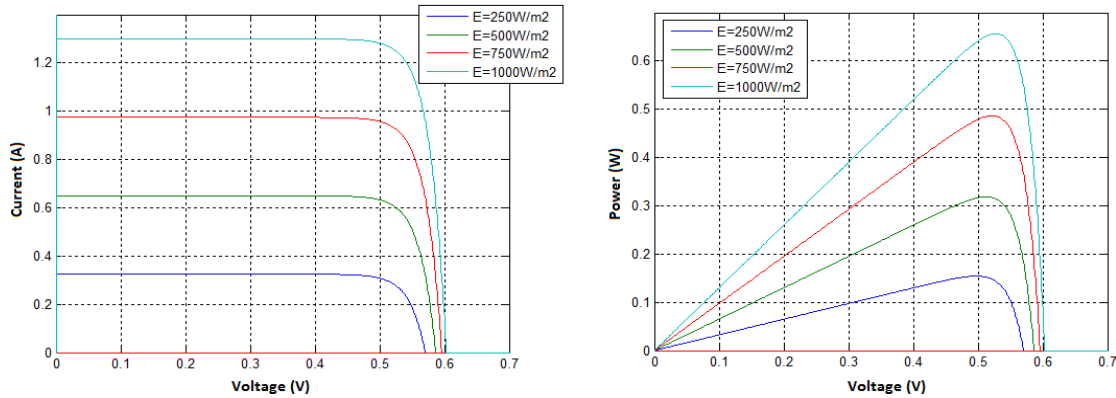 E=250W/m2
E=500W/m2
E=750W/m2
E=1000W/m2
1.2
1
0.8
0.6
0.4
0.2
0
Current (A)
0 0.1 0.2 0.3 0.4 0.5 0.6 0.7
Voltage (V)
E=250W/m2
E=500W/m2
E=750W/m2
E=1000W/m2
0.6
0.5
0.4
0.3
0.2
0.1
0
Power (W)
0 0.1 0.2 0.3 0.4 0.5 0.6 0.7
Voltage (V)